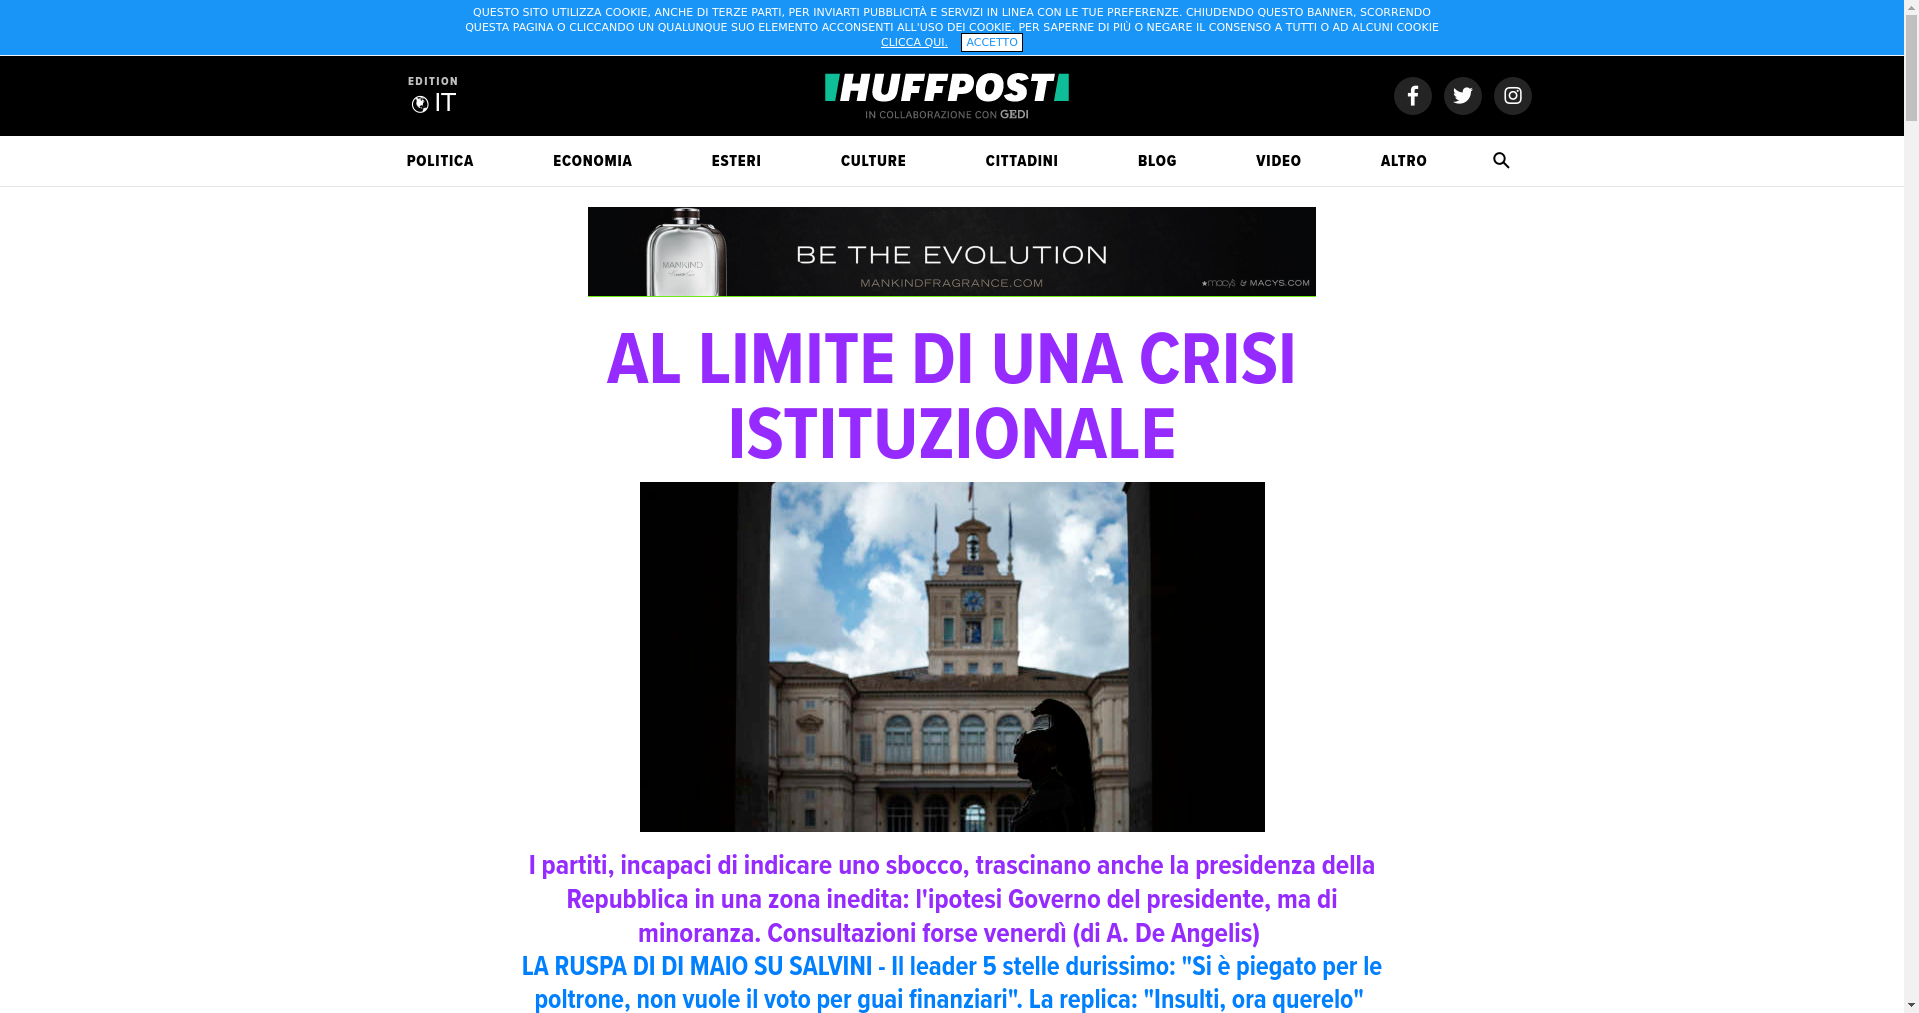 QUESTO SITO UTILIZZA COOKIE, ANCHE DI TERZE PARTI, PER INVIARTI PUBBLICITÀ E SERVIZI IN LINEA CON LE TUE PREFERENZE. CHIUDENDO QUESTO BANNER, SCORRENDO
QUESTA PAGINA O CLICCANDO UN QUALUNQUE SUO ELEMENTO ACCONSENTI ALL'USO DEI COOKIE. PER SAPERNE DI PIÙ O NEGARE IL CONSENSO A TUTTI O AD ALCUNI COOKIE
CLICCA QUI. ACCETTO
EDITION
IT
HUFFPOST
IN COLLABORAZIONE CON GEDI
POLITICA ECONOMIA ESTERI CULTURE CITTADINI BLOG VIDEO ALTRO
MANKIND
BE THE EVOLUTION
MANKINDFRAGRANCE.COM
★macy's & MACYS.COM
AL LIMITE DI UNA CRISI
ISTITUZIONALE
I partiti, incapaci di indicare uno sbocco, trascinano anche la presidenza della
Repubblica in una zona inedita: l'ipotesi Governo del presidente, ma di
minoranza. Consultazioni forse venerdì (di A. De Angelis)
LA RUSPA DI DI MAIO SU SALVINI - Il leader 5 stelle durissimo: "Si è piegato per le
poltrone, non vuole il voto per guai finanziari". La replica: "Insulti, ora querelo"